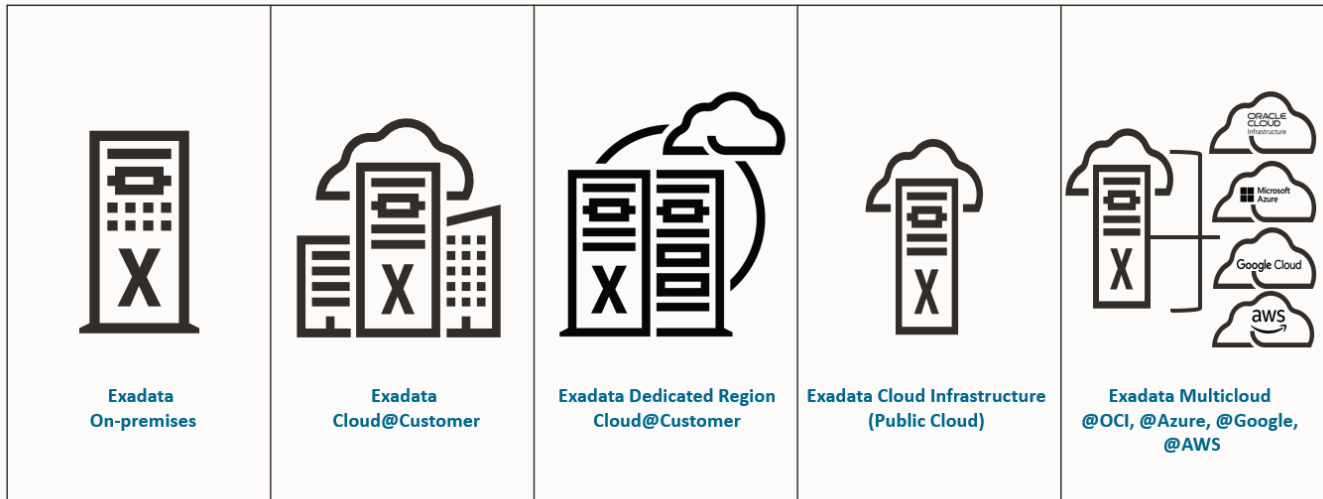 X
Exadata
On-premises
X
Exadata
Cloud@Customer
X
Exadata Dedicated Region
Cloud@Customer
X
Exadata Cloud Infrastructure
(Public Cloud)
X
ORACLE
CLOUD
Infrastructure
Microsoft
Azure
Google Cloud
aws
Exadata Multicloud
@OCI, @Azure, @Google,
@AWS